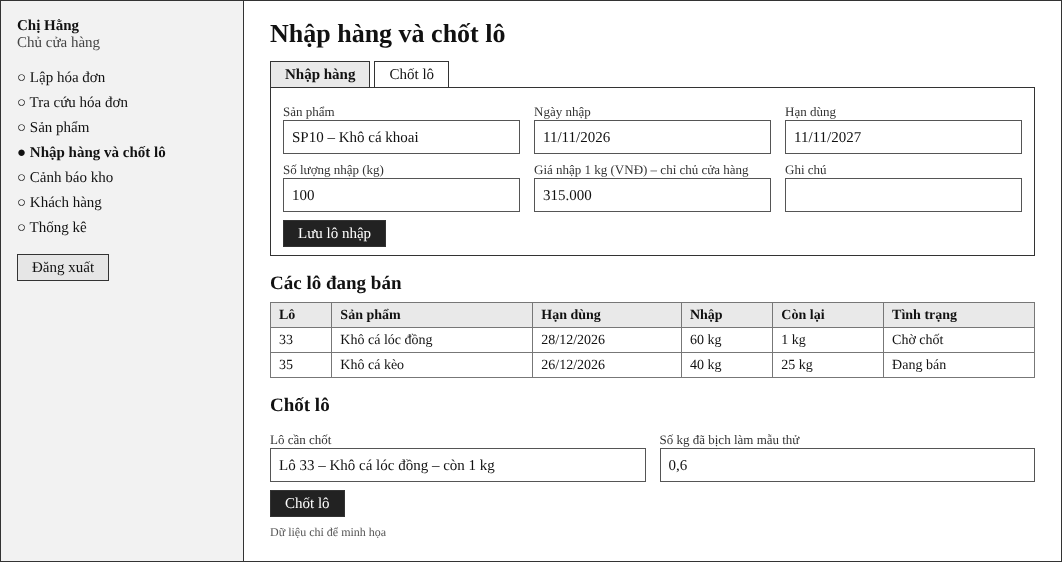 Chị Hằng
Chủ cửa hàng
○ Lập hóa đơn
○ Tra cứu hóa đơn
○ Sản phẩm
● Nhập hàng và chốt lô
○ Cảnh báo kho
○ Khách hàng
○ Thống kê
Đăng xuất
Nhập hàng và chốt lô
Nhập hàng Chốt lô
Sản phẩm Ngày nhập Hạn dùng
SP10 – Khô cá khoai 11/11/2026 11/11/2027
Số lượng nhập (kg) Giá nhập 1 kg (VNĐ) – chỉ chủ cửa hàng Ghi chú
100 315.000
Lưu lô nhập
Các lô đang bán
Lô Sản phẩm Hạn dùng Nhập Còn lại Tình trạng
33 Khô cá lóc đồng 28/12/2026 60 kg 1 kg Chờ chốt
35 Khô cá kèo 26/12/2026 40 kg 25 kg Đang bán
Chốt lô
Lô cần chốt Số kg đã bịch làm mẫu thử
Lô 33 – Khô cá lóc đồng – còn 1 kg 0,6
Chốt lô
Dữ liệu chỉ để minh họa